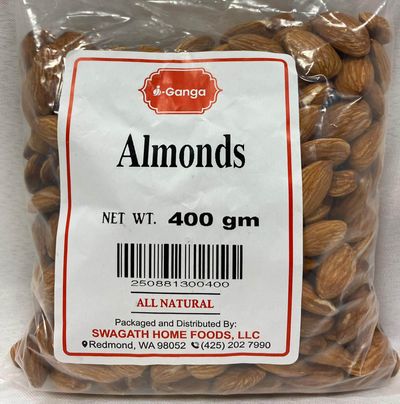 i-Ganga
Almonds
NET WT. 400 gm
250881300400
ALL NATURAL
Packaged and Distributed By:
SWAGATH HOME FOODS, LLC
Redmond, WA 98052 (425) 202 7990